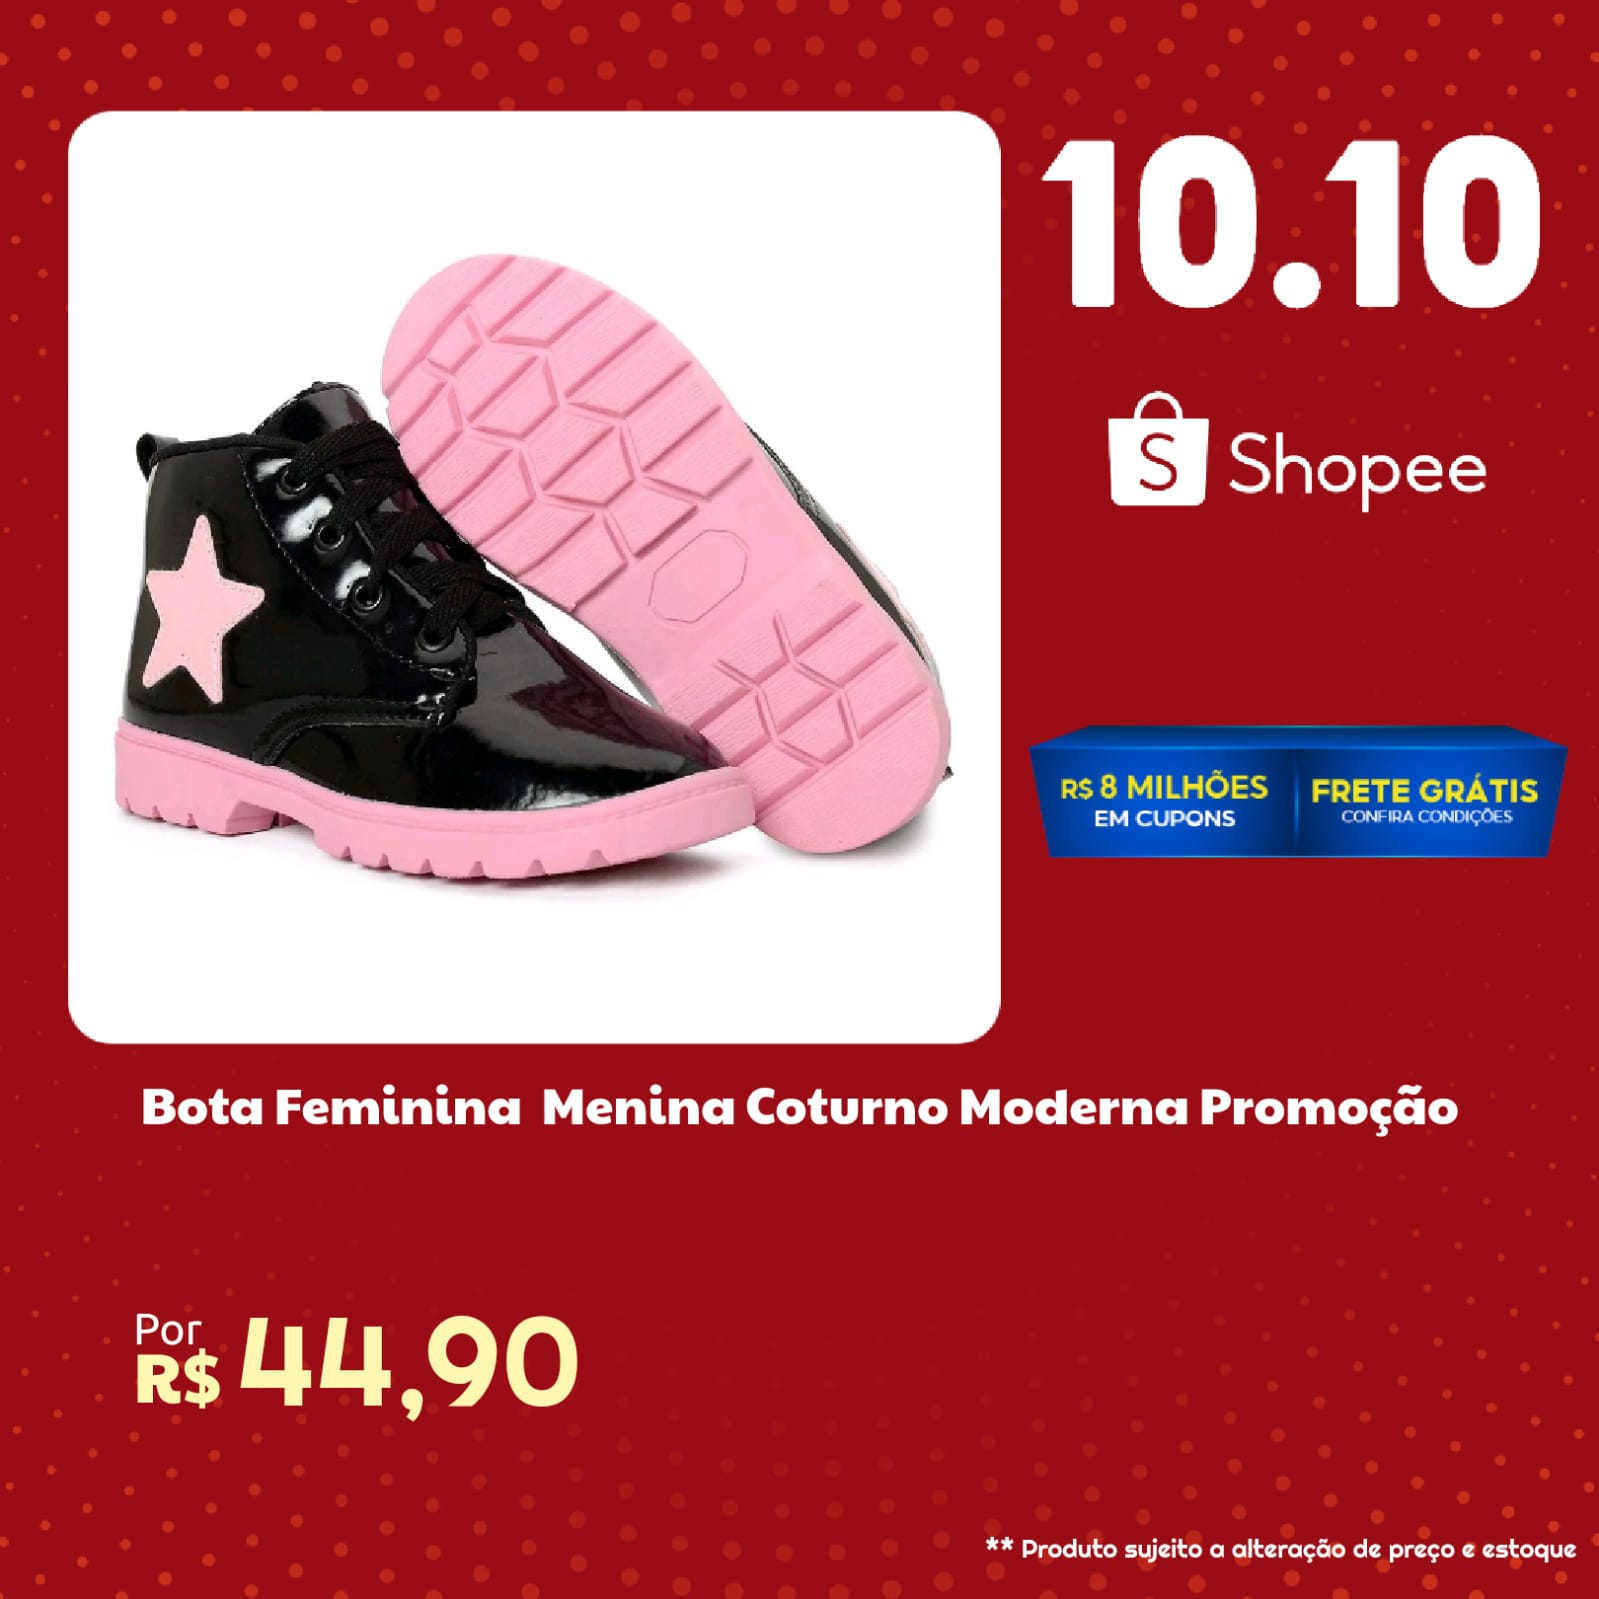 10.10
S Shopee
R$ 8 MILHÕES
EM CUPONS
FRETE GRÁTIS
CONFIRA CONDIÇÕES
Bota Feminina Menina Coturno Moderna Promoção
Por
R$ 44,90
** Produto sujeito a alteração de preço e estoque